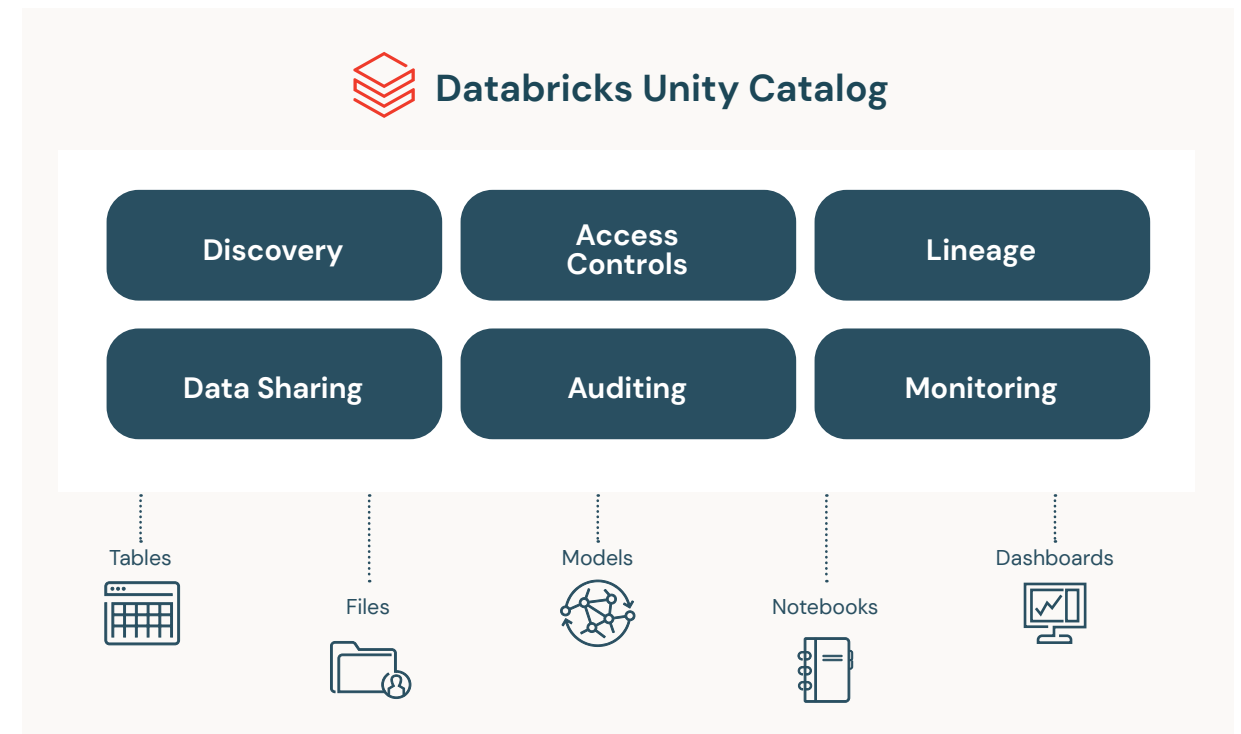 Databricks Unity Catalog
Discovery
Access
Controls
Lineage
Data Sharing
Auditing
Monitoring
Tables
Files
Models
Notebooks
Dashboards